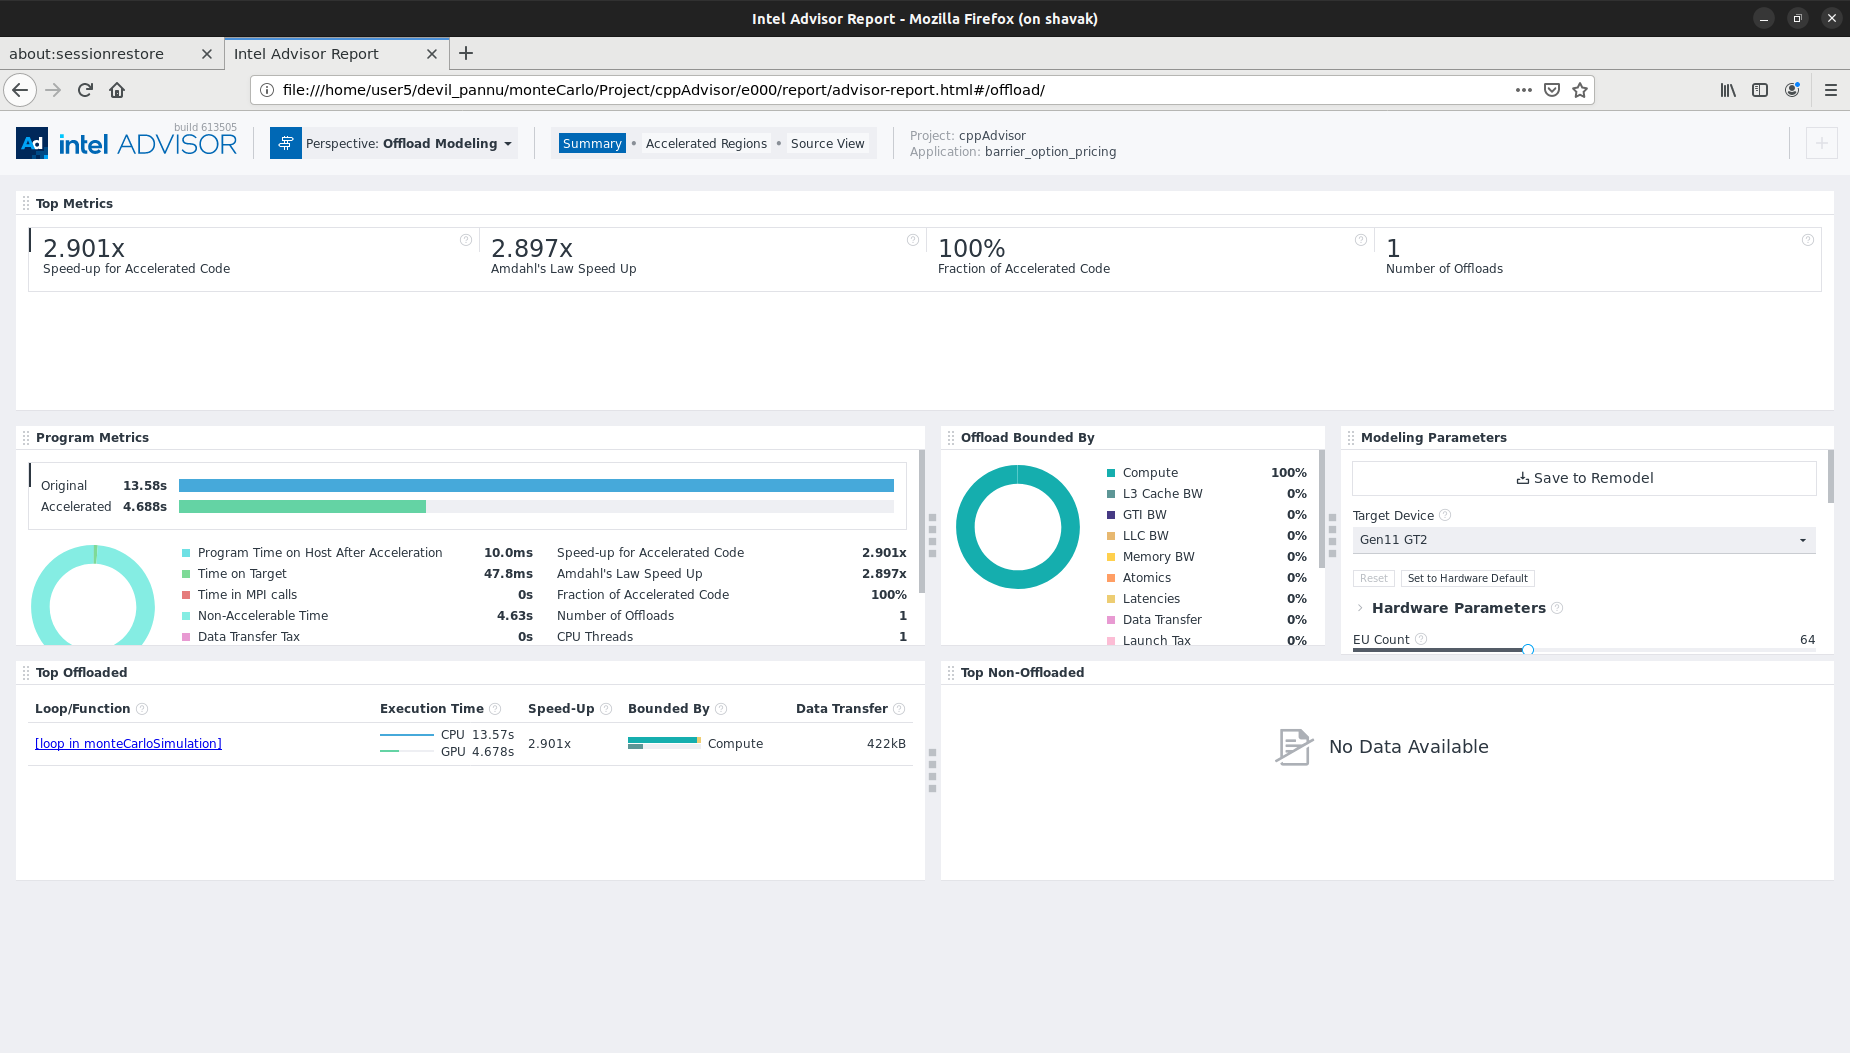 Intel Advisor Report - Mozilla Firefox (on shavak)
about:sessionrestore
Intel Advisor Report
file:///home/user5/devil_pannu/monteCarlo/Project/cppAdvisor/e000/report/advisor-report.html#/offload/
build 613505
Ad intel ADVISOR
Perspective: Offload Modeling
Summary • Accelerated Regions • Source View
Project: cppAdvisor
Application: barrier_option_pricing
Top Metrics
2.901x
Speed-up for Accelerated Code
2.897x
Amdahl's Law Speed Up
100%
Fraction of Accelerated Code
1
Number of Offloads
Program Metrics
Original 13.58s
Accelerated 4.688s
Program Time on Host After Acceleration 10.0ms
Time on Target 47.8ms
Time in MPI calls 0s
Non-Accelerable Time 4.63s
Data Transfer Tax 0s
Speed-up for Accelerated Code 2.901x
Amdahl's Law Speed Up 2.897x
Fraction of Accelerated Code 100%
Number of Offloads 1
CPU Threads 1
Offload Bounded By
Compute 100%
L3 Cache BW 0%
GTI BW 0%
LLC BW 0%
Memory BW 0%
Atomics 0%
Latencies 0%
Data Transfer 0%
Launch Tax 0%
Modeling Parameters
Save to Remodel
Target Device
Gen11 GT2
Reset Set to Hardware Default
Hardware Parameters
EU Count 64
Top Offloaded
Loop/Function Execution Time Speed-Up Bounded By Data Transfer
[loop in monteCarloSimulation] CPU 13.57s GPU 4.678s 2.901x Compute 422kB
Top Non-Offloaded
No Data Available